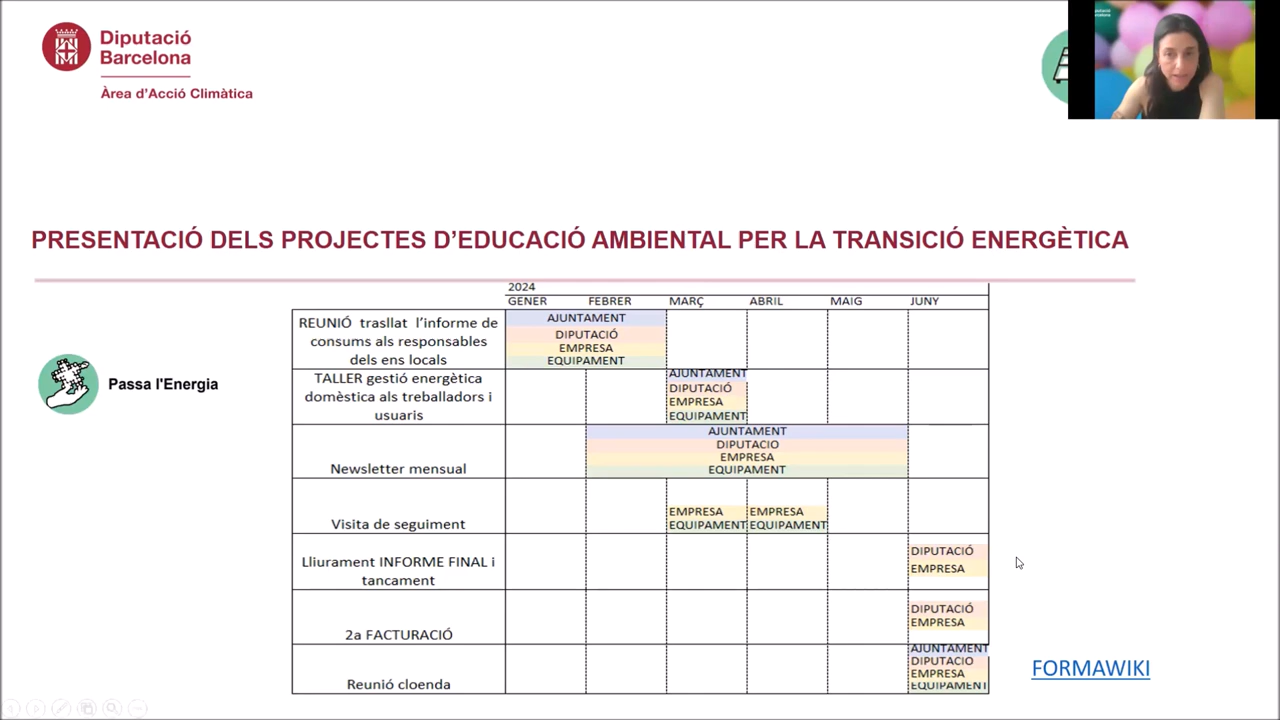 Diputació
Barcelona
Àrea d'Acció Climàtica
PRESENTACIÓ DELS PROJECTES D'EDUCACIÓ AMBIENTAL PER LA TRANSICIÓ ENERGÈTICA
Passa l'Energia
2024
GENER FEBRER MARÇ ABRIL MAIG JUNY
REUNIÓ trasllat l'informe de
consums als responsables
dels ens locals
AJUNTAMENT
DIPUTACIÓ
EMPRESA
EQUIPAMENT
TALLER gestió energètica
domèstica als treballadors i
usuaris
AJUNTAMENT
DIPUTACIÓ
EMPRESA
EQUIPAMENT
Newsletter mensual
AJUNTAMENT
DIPUTACIO
EMPRESA
EQUIPAMENT
Visita de seguiment
EMPRESA EMPRESA
EQUIPAMENT EQUIPAMENT
Lliurament INFORME FINAL i
tancament
DIPUTACIÓ
EMPRESA
2a FACTURACIÓ
DIPUTACIÓ
EMPRESA
Reunió cloenda
AJUNTAMENT
DIPUTACIO
EMPRESA
EQUIPAMENT
FORMAWIKI